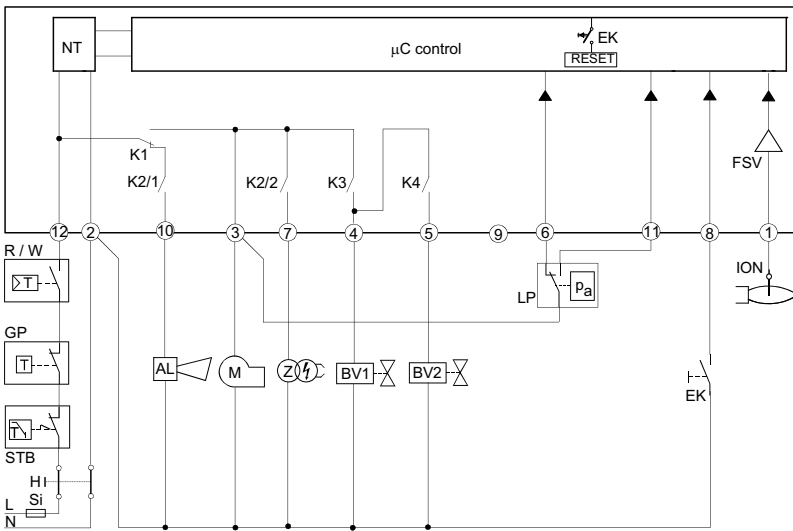 NT
µC control
EK
RESET
FSV
K1
K2/1
K2/2
K3
K4
12
2
10
3
7
4
5
9
6
11
8
1
R / W
T
LP
pa
ION
GP
T
AL
M
Z
BV1
BV2
EK
T
STB
H
L
Si
N